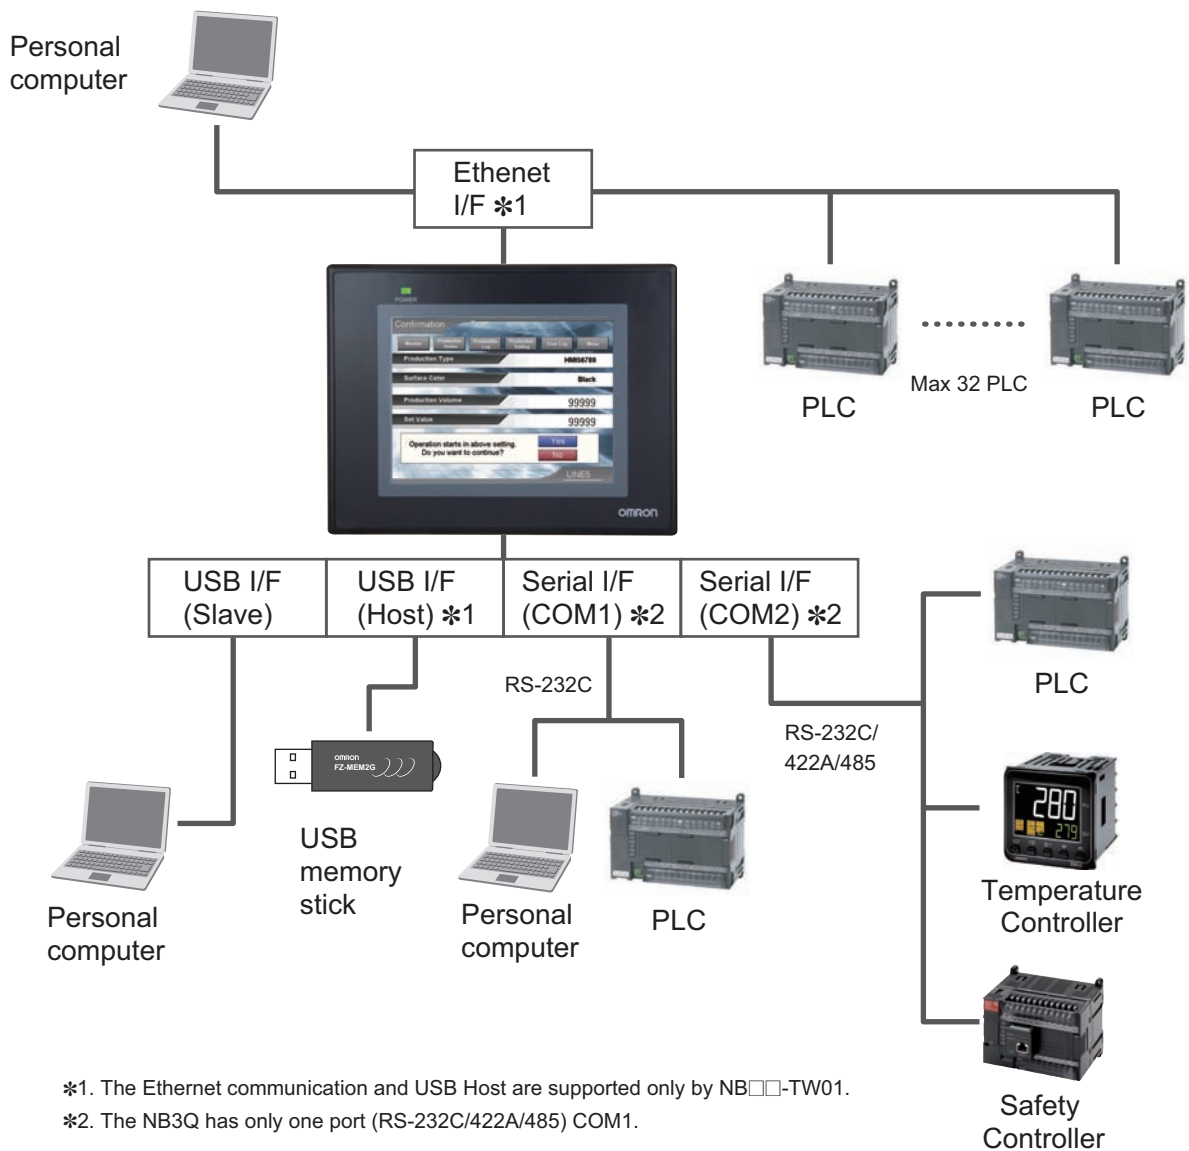 Personal
computer
Ethenet
I/F ✽1
POWER
Confirmation
Production Type
HMI5678II
Surface Color
Black
Production Volume
99999
Set Value
99999
Operation starts in above setting.
Do you want to continue?
Yes
No
LINE5
OMRON
PLC
Max 32 PLC
PLC
USB I/F
(Slave)
USB I/F
(Host) ✽1
Serial I/F
(COM1) ✽2
Serial I/F
(COM2) ✽2
RS-232C
RS-232C/
422A/485
PLC
OMRON
FZ-MEM2G
280
279
Personal
computer
USB
memory
stick
Personal
computer
PLC
Temperature
Controller
Safety
Controller
✽1. The Ethernet communication and USB Host are supported only by NB□□-TW01.
✽2. The NB3Q has only one port (RS-232C/422A/485) COM1.